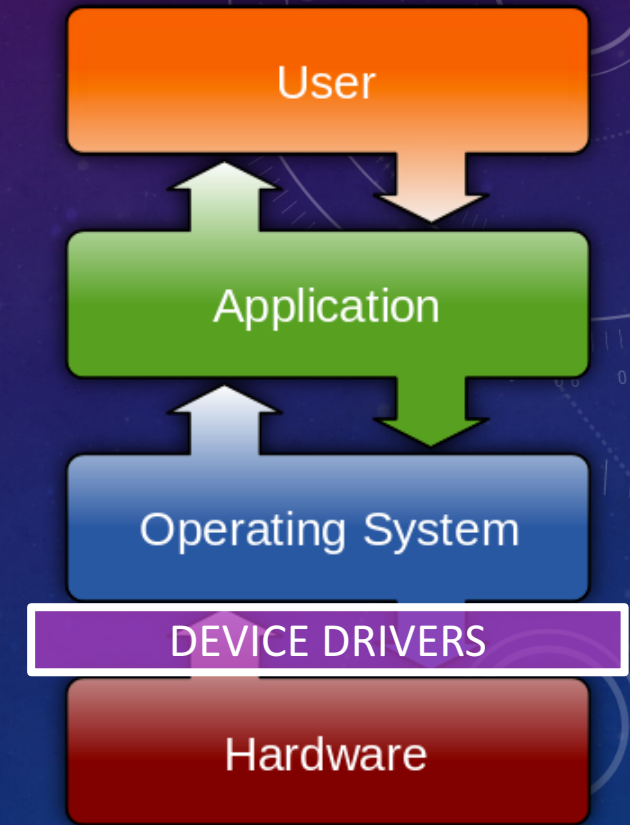 User
Application
Operating System
DEVICE DRIVERS
Hardware